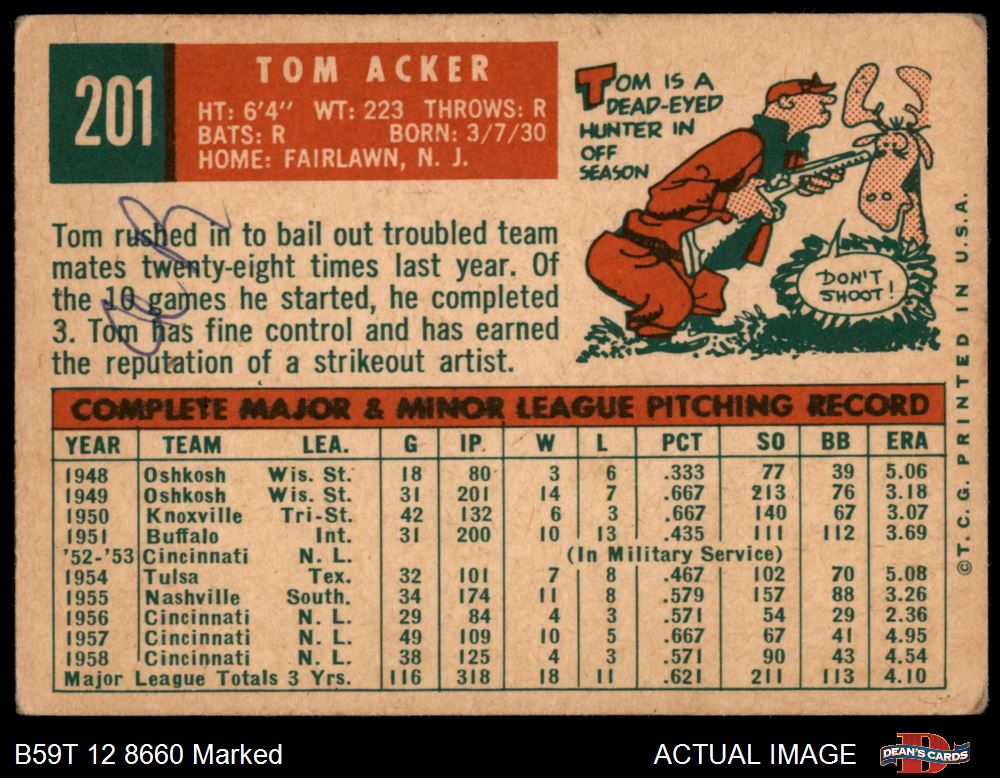 201
TOM ACKER
HT: 6'4" WT: 223 THROWS: R
BATS: R BORN: 3/7/30
HOME: FAIRLAWN, N. J.
TOM IS A
DEAD-EYED
HUNTER IN
OFF
SEASON
DON'T
SHOOT!
Tom rushed in to bail out troubled team
mates twenty-eight times last year. Of
the 10 games he started, he completed
3. Tom has fine control and has earned
the reputation of a strikeout artist.
COMPLETE MAJOR & MINOR LEAGUE PITCHING RECORD
YEAR TEAM LEA. G IP. W L PCT SO BB ERA
1948 Oshkosh Wis. St. 18 80 3 6 .333 77 39 5.06
1949 Oshkosh Wis. St. 31 201 14 7 .667 213 76 3.18
1950 Knoxville Tri-St. 42 132 6 3 .667 140 67 3.07
1951 Buffalo Int. 31 200 10 13 .435 111 112 3.69
'52-'53 Cincinnati N. L. (In Military Service)
1954 Tulsa Tex. 32 101 7 8 .467 102 70 5.08
1955 Nashville South. 34 174 11 8 .579 157 88 3.26
1956 Cincinnati N. L. 29 84 4 3 .571 54 29 2.36
1957 Cincinnati N. L. 49 109 10 5 .667 67 41 4.95
1958 Cincinnati N. L. 38 125 4 3 .571 90 43 4.54
Major League Totals 3 Yrs. 116 318 18 11 .621 211 113 4.10
©T. C. G. PRINTED IN U.S.A.
B59T 12 8660 Marked
ACTUAL IMAGE
DEAN'S CARDS